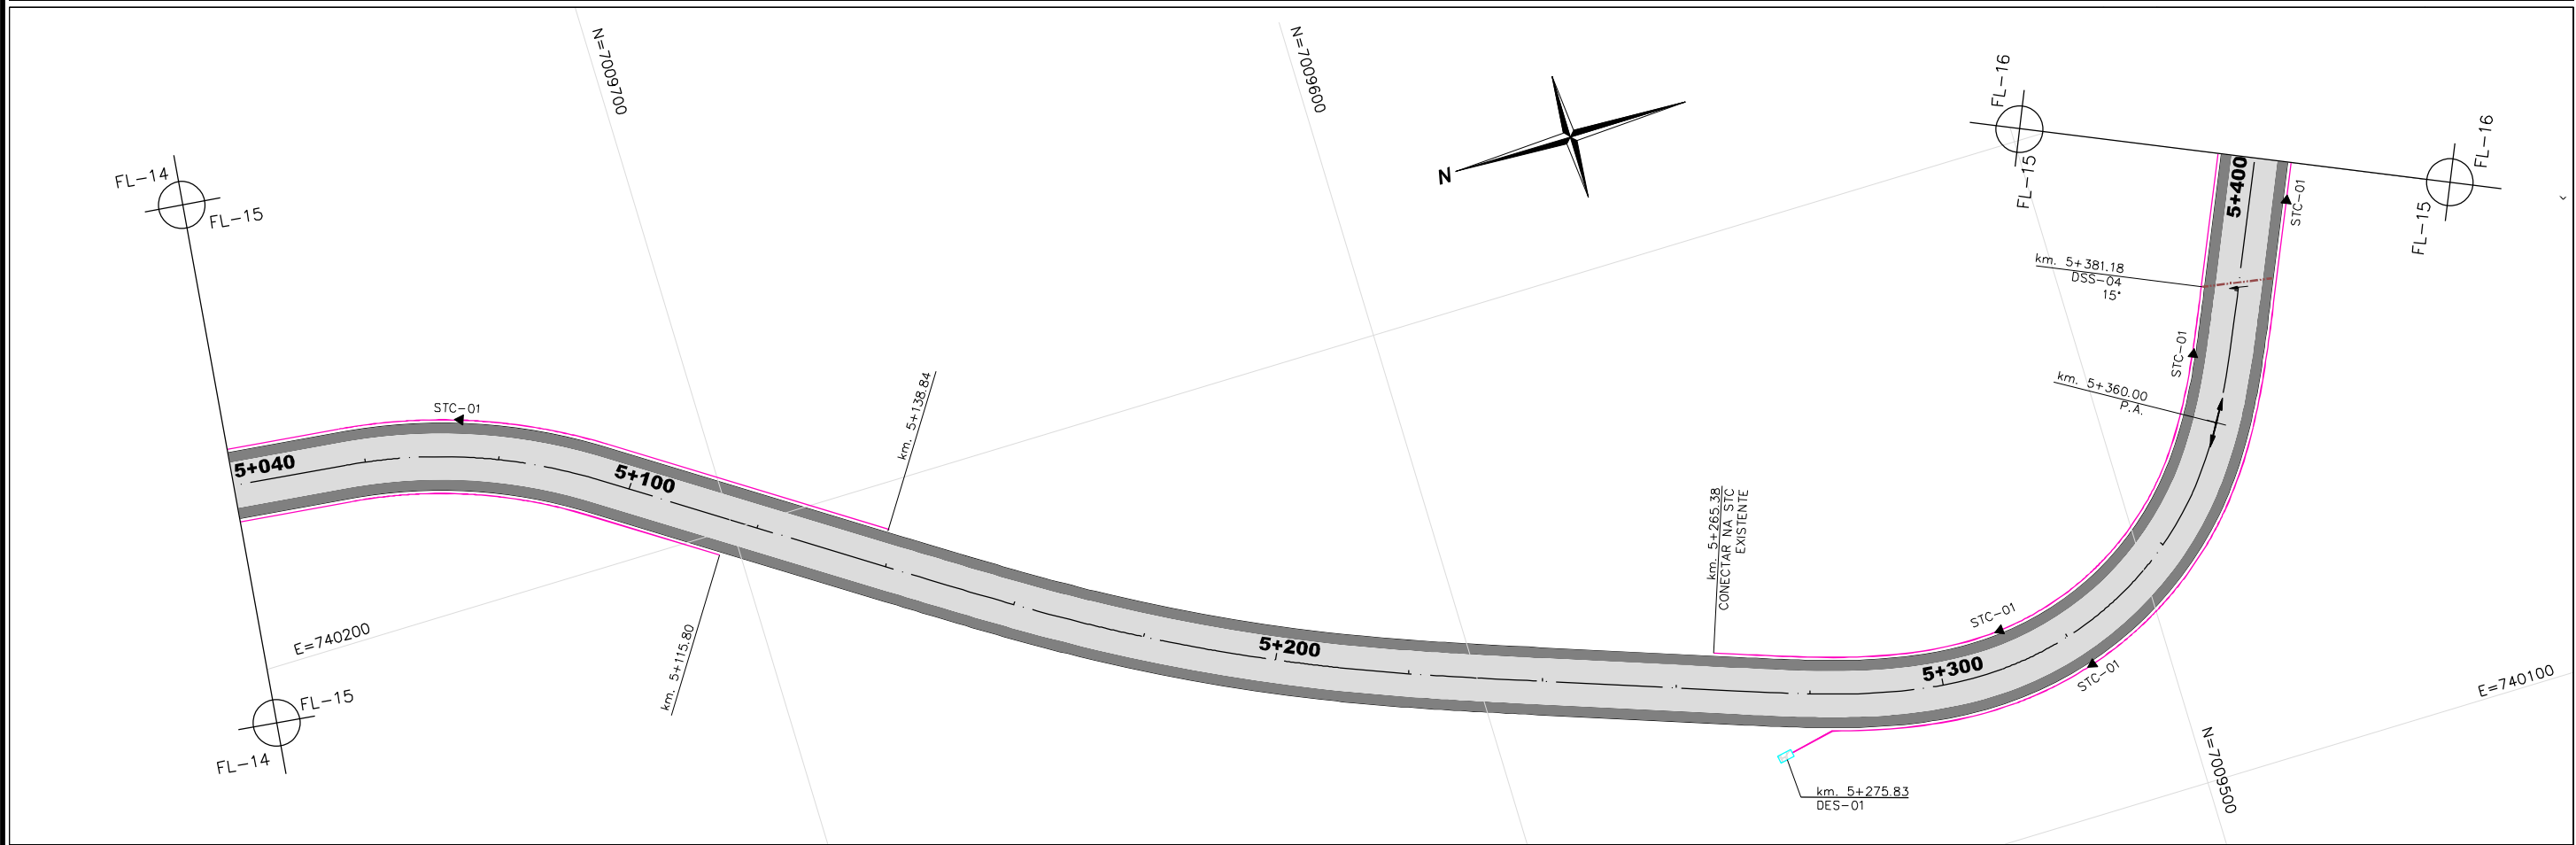 N=7009700
N=7009600
FL-16
FL-15
FL-16
FL-15
FL-14
FL-15
N
5+400
STC-01
km. 5+381.18
DSS-04
15°
STC-01
km. 5+360.00
P.A.
km. 5+138.84
STC-01
5+040
5+100
km. 5+265.38
CONECTAR NA STC
EXISTENTE
E=740200
km. 5+115.80
5+200
STC-01
5+300
STC-01
E=740100
FL-15
FL-14
N=7009500
km. 5+275.83
DES-01